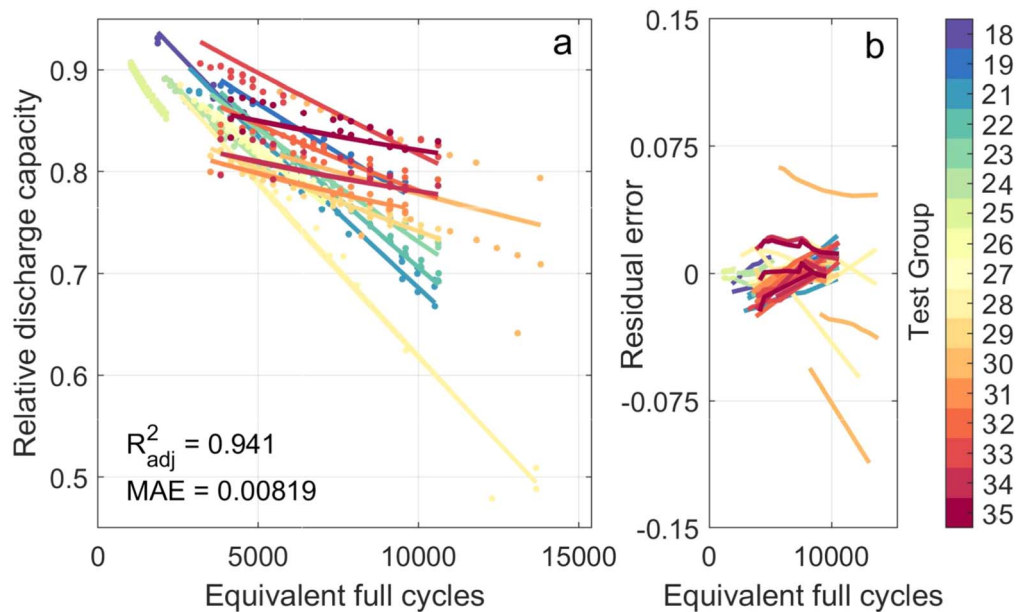 a
Relative discharge capacity
0.9
0.8
0.7
0.6
0.5
R²adj = 0.941
MAE = 0.00819
0 5000 10000 15000
Equivalent full cycles
b
Residual error
0.15
0.075
0
-0.075
-0.15
0 10000
Equivalent full cycles
Test Group
18
19
21
22
23
24
25
26
27
28
29
30
31
32
33
34
35